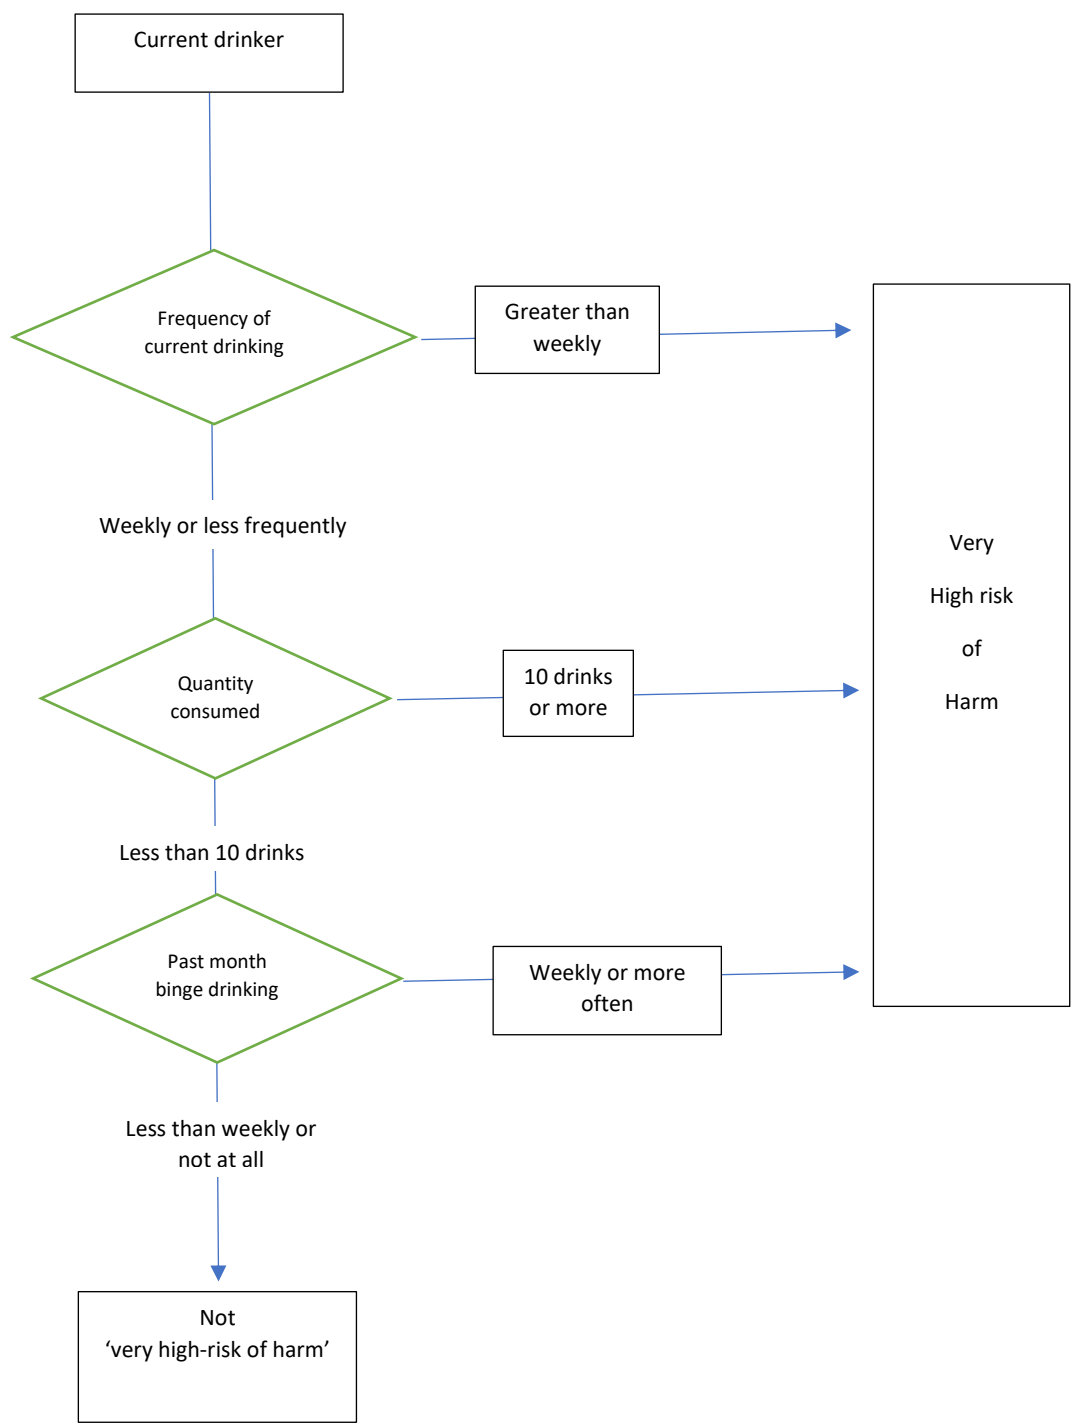 Current drinker
Frequency of
current drinking
Greater than
weekly
Weekly or less frequently
Quantity
consumed
10 drinks
or more
Less than 10 drinks
Past month
binge drinking
Weekly or more
often
Less than weekly or
not at all
Not
‘very high-risk of harm’
Very
High risk
of
Harm